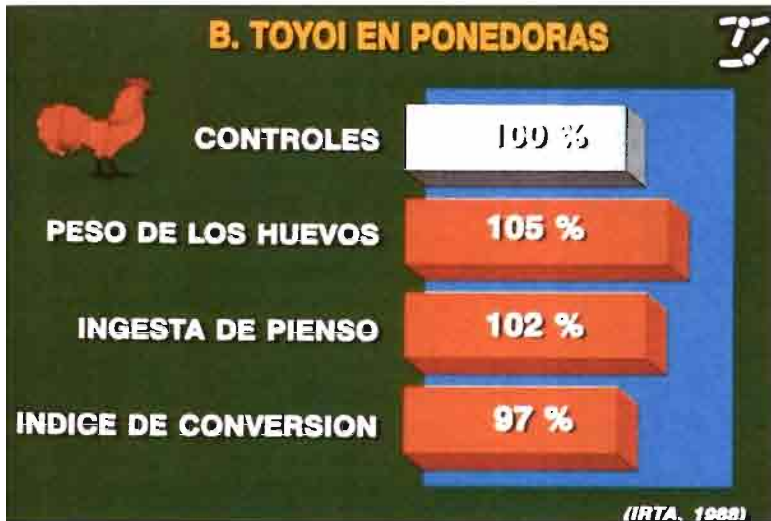 B. TOYOI EN PONEDORAS
CONTROLES 100 %
PESO DE LOS HUEVOS 105 %
INGESTA DE PIENSO 102 %
INDICE DE CONVERSION 97 %
(IRTA, 1988)